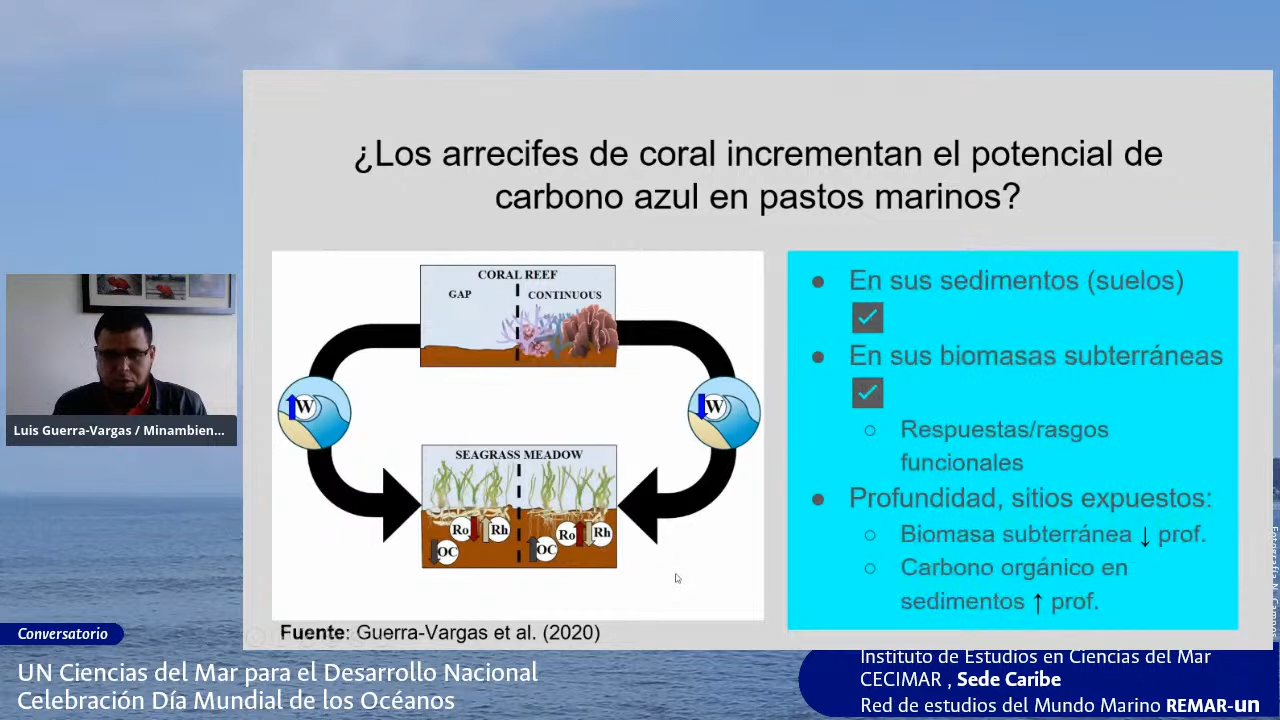 ¿Los arrecifes de coral incrementan el potencial de
carbono azul en pastos marinos?
CORAL REEF
GAP
CONTINUOUS
W
W
SEAGRASS MEADOW
Ro
Rh
OC
Ro
Rh
OC
Fuente: Guerra-Vargas et al. (2020)
● En sus sedimentos (suelos)
● En sus biomasas subterráneas
○ Respuestas/rasgos
funcionales
● Profundidad, sitios expuestos:
○ Biomasa subterránea ↓ prof.
○ Carbono orgánico en
sedimentos ↑ prof.
Luis Guerra-Vargas / Minambien...
Conversatorio
UN Ciencias del Mar para el Desarrollo Nacional
Celebración Día Mundial de los Océanos
Instituto de Estudios en Ciencias del Mar
CECIMAR , Sede Caribe
Red de estudios del Mundo Marino REMAR-un